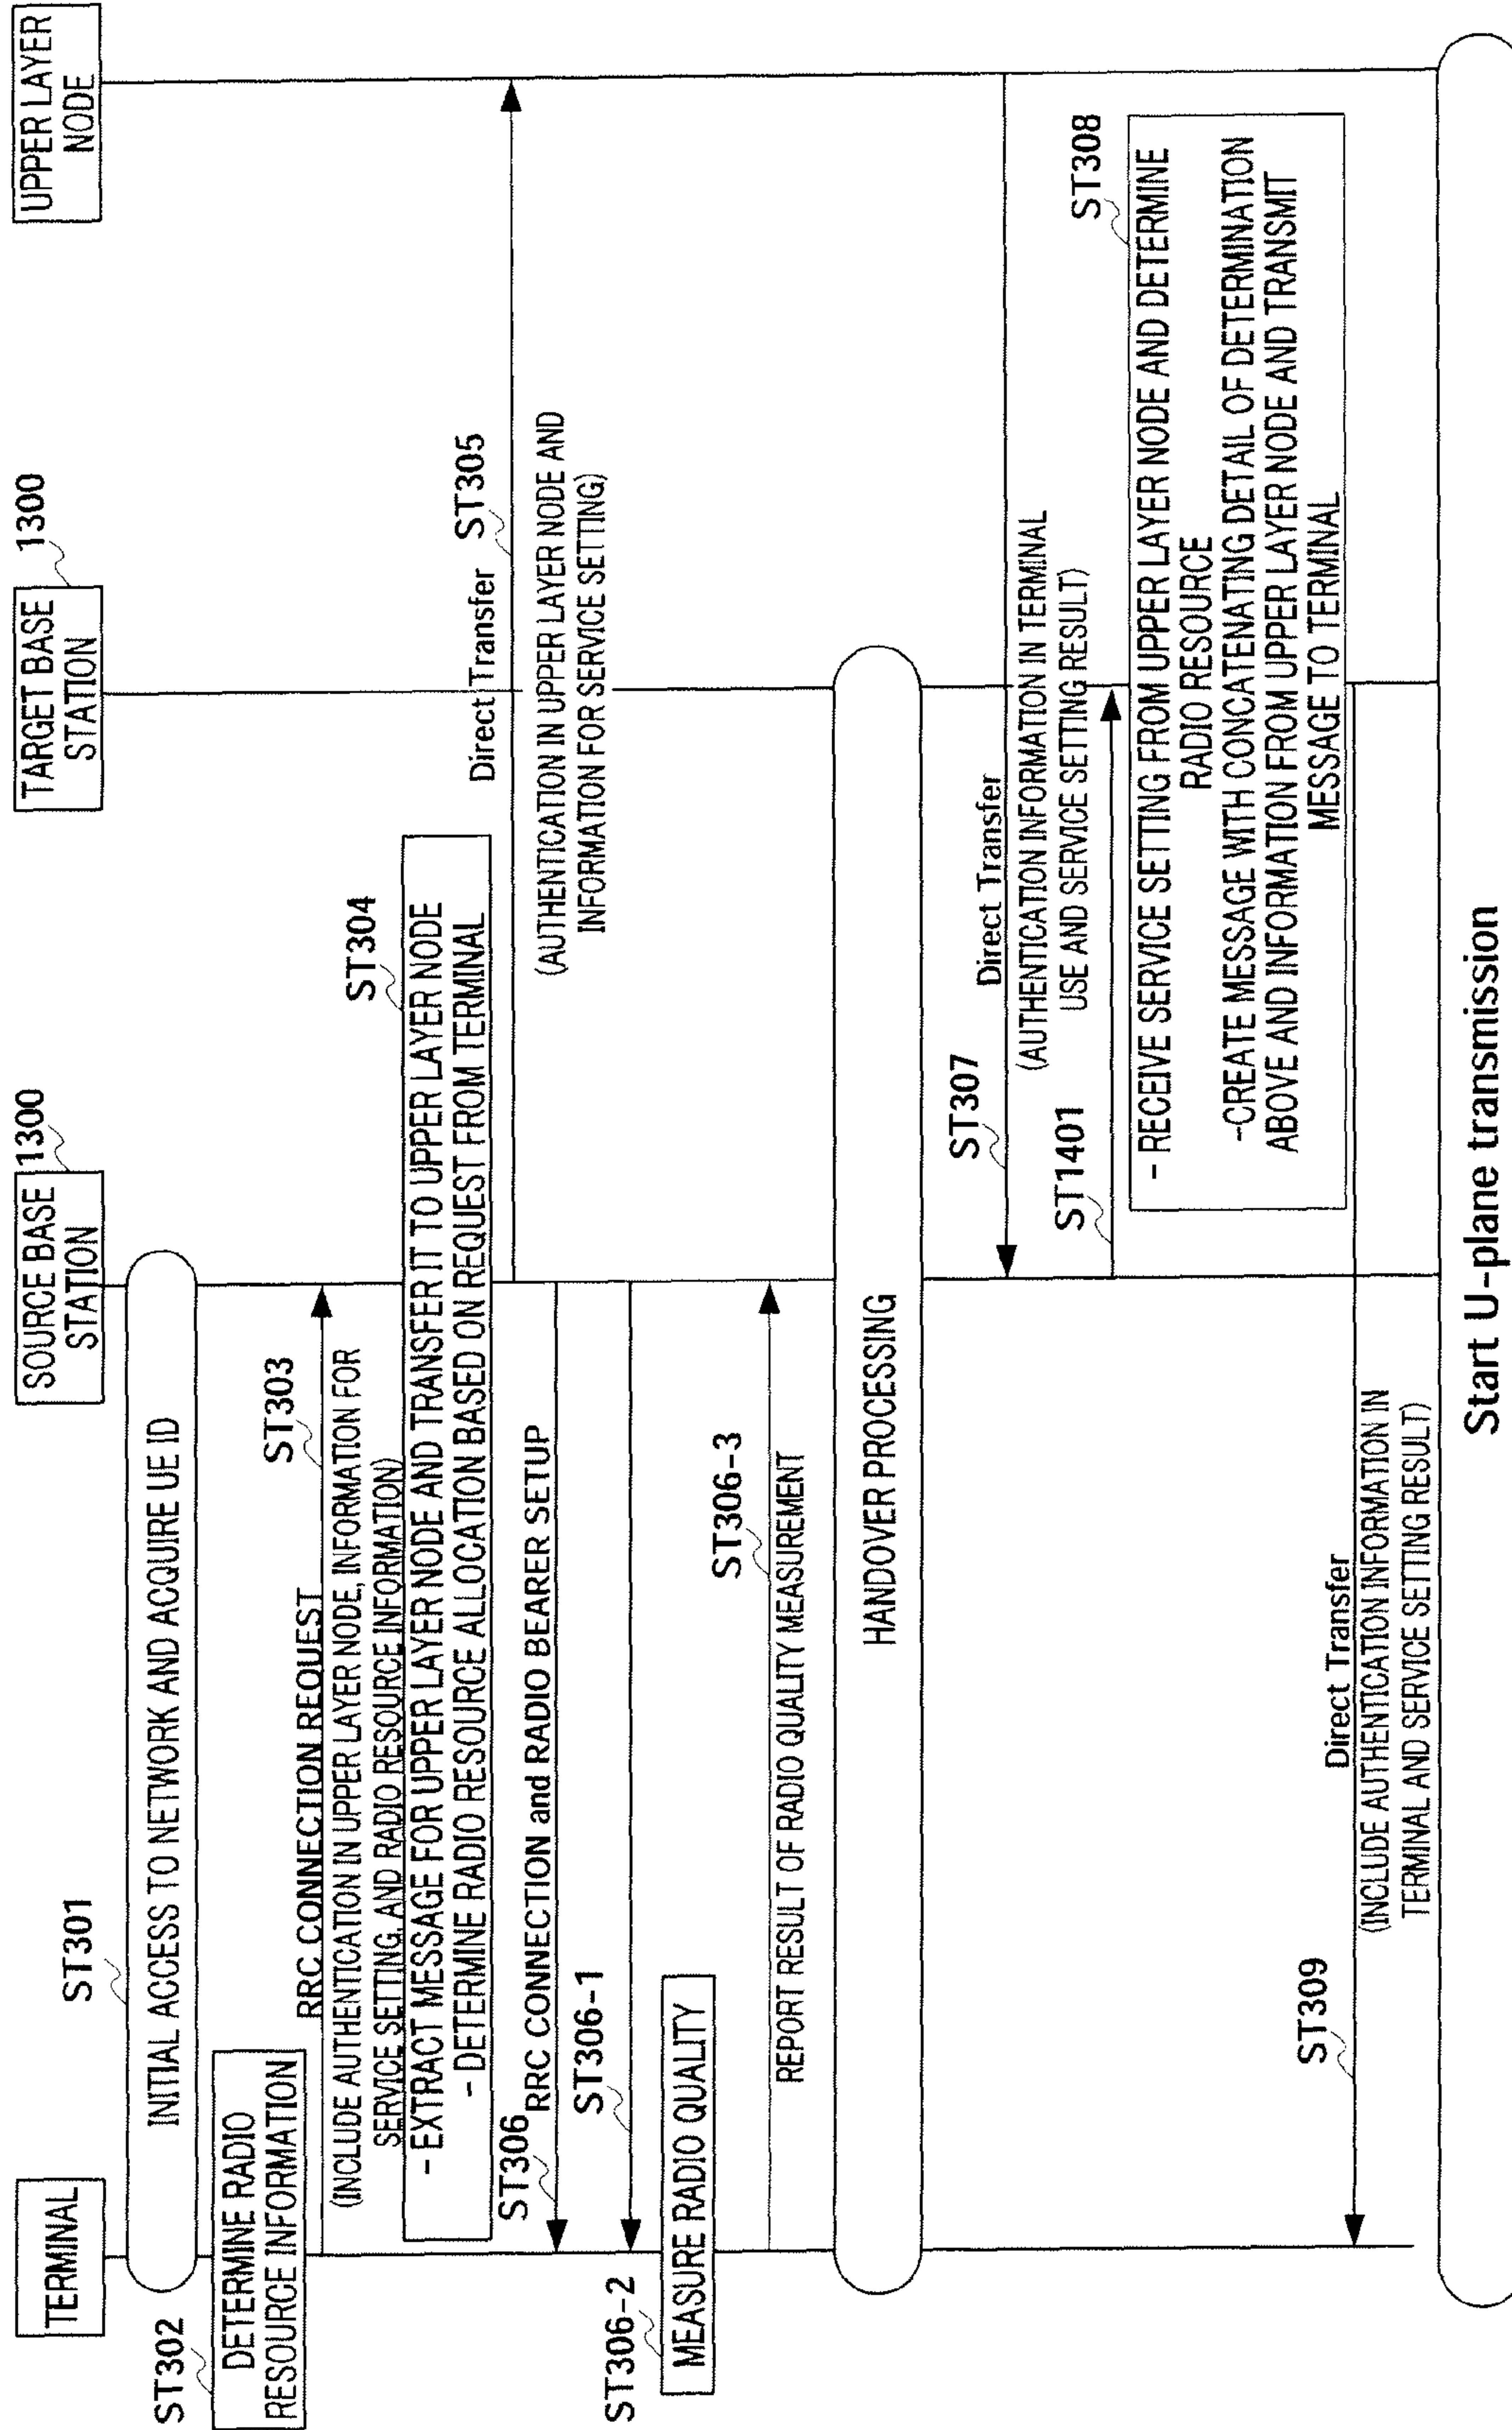 TERMINAL
SOURCE BASE
STATION
1300
TARGET BASE
STATION
1300
UPPER LAYER
NODE
ST301
INITIAL ACCESS TO NETWORK AND ACQUIRE UE ID
ST302
DETERMINE RADIO
RESOURCE INFORMATION
RRC CONNECTION REQUEST
ST303
(INCLUDE AUTHENTICATION IN UPPER LAYER NODE, INFORMATION FOR
SERVICE SETTING, AND RADIO RESOURCE INFORMATION)
ST304
- EXTRACT MESSAGE FOR UPPER LAYER NODE AND TRANSFER IT TO UPPER LAYER NODE
- DETERMINE RADIO RESOURCE ALLOCATION BASED ON REQUEST FROM TERMINAL
Direct Transfer
ST305
(AUTHENTICATION IN UPPER LAYER NODE AND
INFORMATION FOR SERVICE SETTING)
ST306
RRC CONNECTION and RADIO BEARER SETUP
ST306-1
ST306-2
MEASURE RADIO QUALITY
ST306-3
REPORT RESULT OF RADIO QUALITY MEASUREMENT
HANDOVER PROCESSING
ST307
Direct Transfer
(AUTHENTICATION INFORMATION IN TERMINAL
USE AND SERVICE SETTING RESULT)
ST1401
ST308
- RECEIVE SERVICE SETTING FROM UPPER LAYER NODE AND DETERMINE
RADIO RESOURCE
-CREATE MESSAGE WITH CONCATENATING DETAIL OF DETERMINATION
ABOVE AND INFORMATION FROM UPPER LAYER NODE AND TRANSMIT
MESSAGE TO TERMINAL
ST309
Direct Transfer
(INCLUDE AUTHENTICATION INFORMATION IN
TERMINAL AND SERVICE SETTING RESULT)
Start U-plane transmission